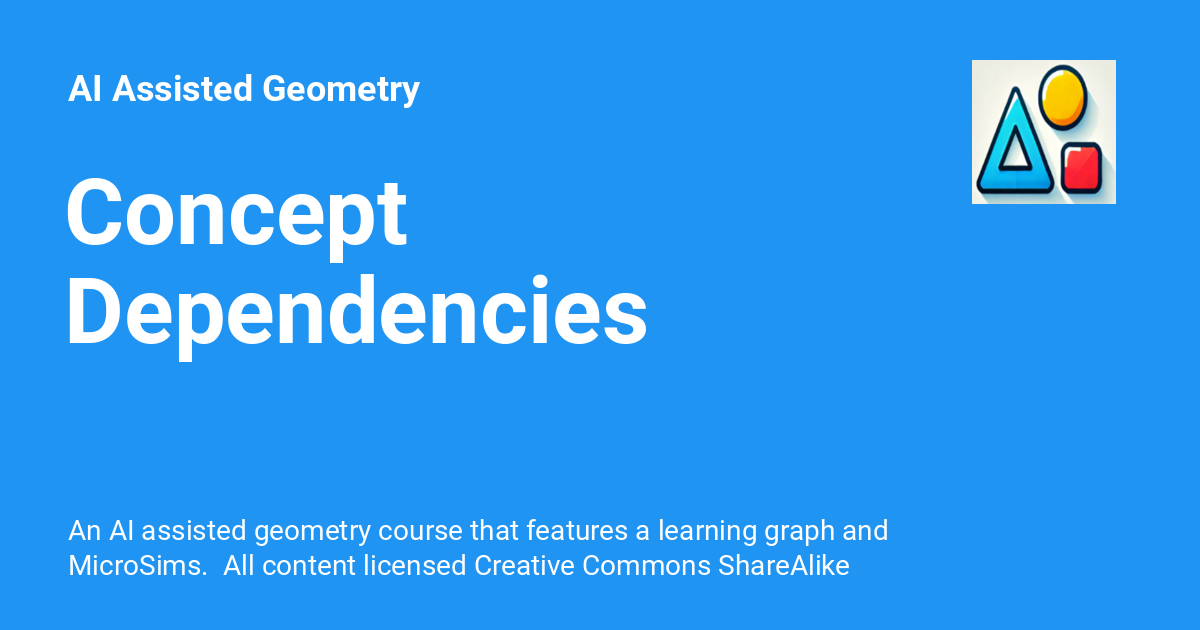 AI Assisted Geometry
Concept
Dependencies
An AI assisted geometry course that features a learning graph and
MicroSims.  All content licensed Creative Commons ShareAlike